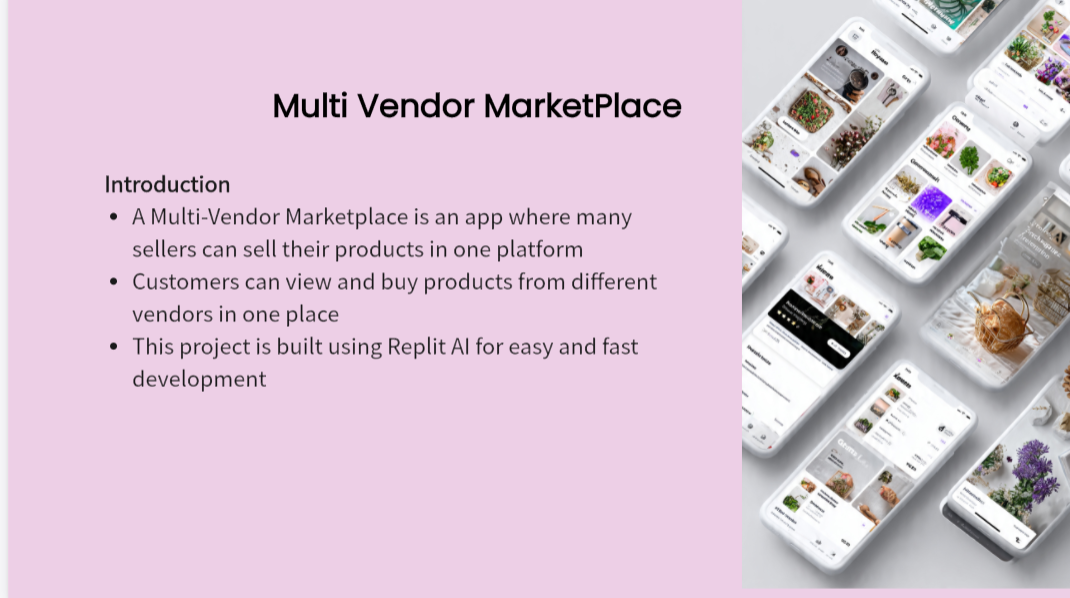 Multi Vendor MarketPlace
Introduction
• A Multi-Vendor Marketplace is an app where many
sellers can sell their products in one platform
• Customers can view and buy products from different
vendors in one place
• This project is built using Replit AI for easy and fast
development